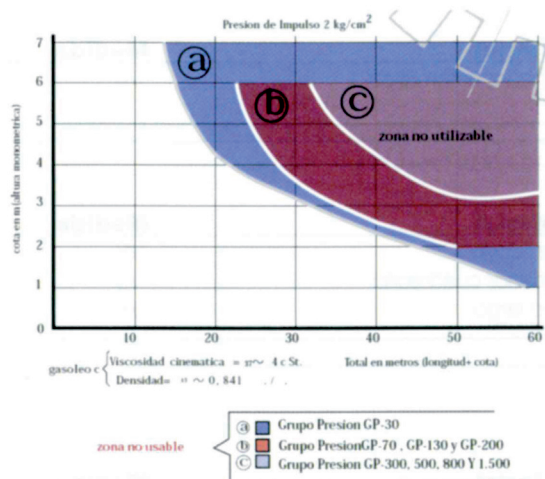 Presion de Impulso 2 kg/cm²
cota en m(altura monometrica)
7
6
5
4
3
2
1
0
ⓐ
ⓑ
ⓒ
zona no utilizable
10 20 30 40 50 60
Total en metros (longitud+ cota)
gasoleo c
Viscosidad cinematica = ~ 4 c St.
Densidad= ~ 0, 841 . / .
zona no usable
ⓐ Grupo Presion GP-30
ⓑ Grupo PresionGP-70 , GP-130 y GP-200
ⓒ Grupo Presion GP-300, 500, 800 Y 1.500